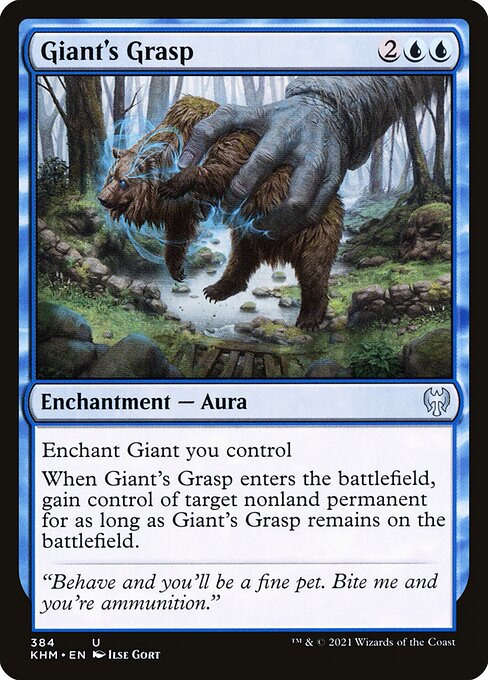 Giant's Grasp 2
Enchantment — Aura
Enchant Giant you control
When Giant's Grasp enters the battlefield,
gain control of target nonland permanent
for as long as Giant's Grasp remains on the
battlefield.
“Behave and you'll be a fine pet. Bite me and
you're ammunition.”
384 U
KHM • EN Ilse Gort
™ & © 2021 Wizards of the Coast